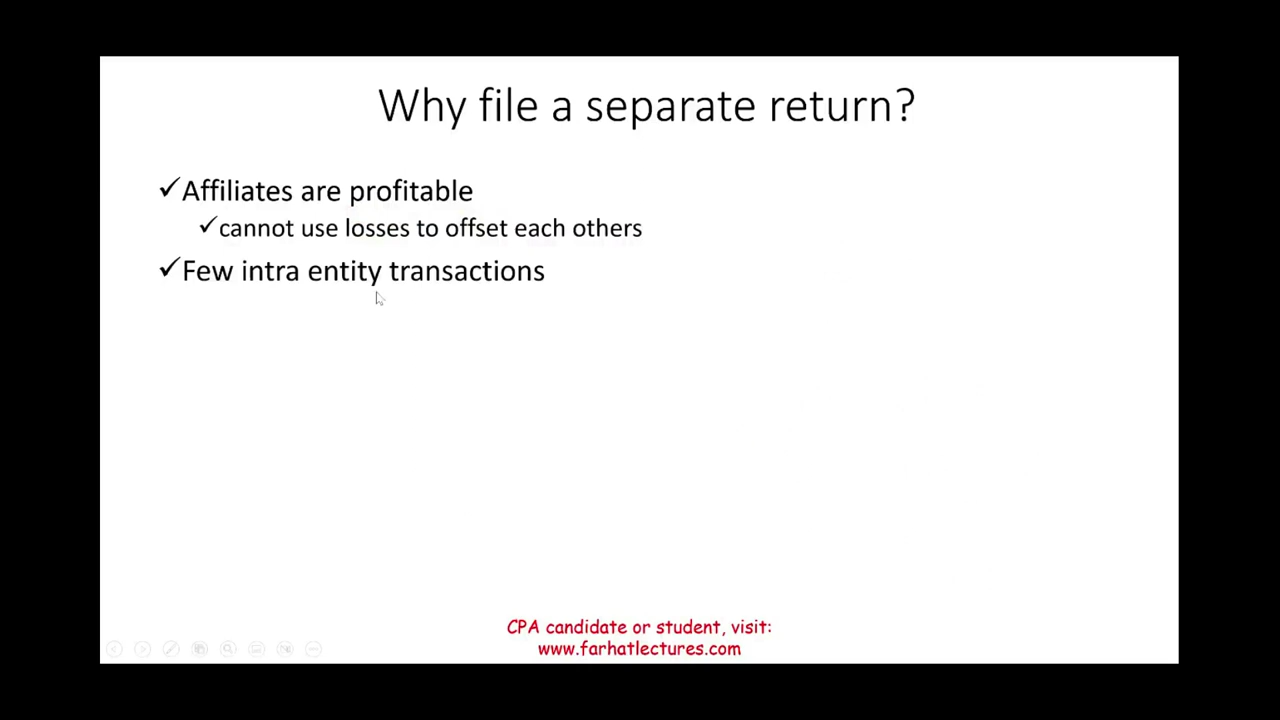 Why file a separate return?
✓Affiliates are profitable
✓cannot use losses to offset each others
✓Few intra entity transactions
CPA candidate or student, visit:
www.farhatlectures.com